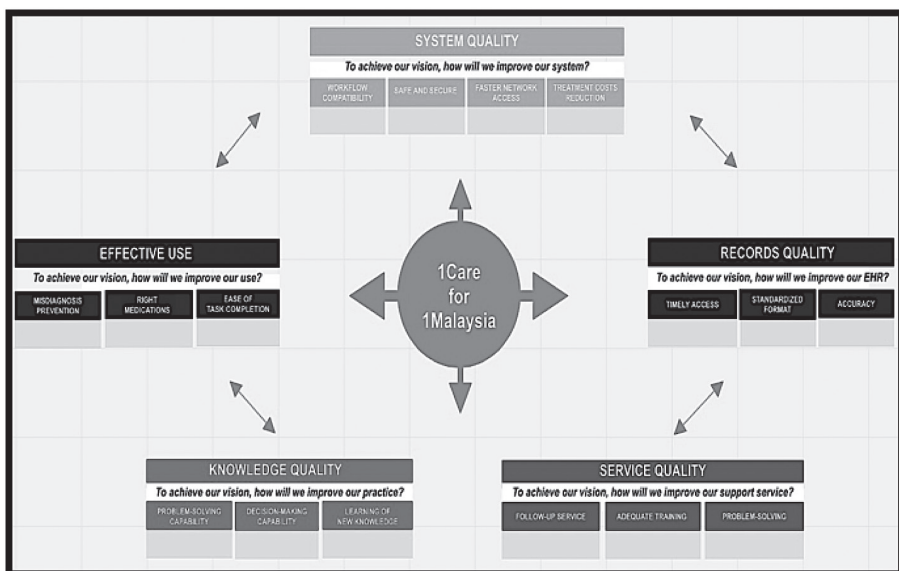 SYSTEM QUALITY
To achieve our vision, how will we improve our system?
WORKFLOW
COMPATIBILITY
SAFE AND SECURE
FASTER NETWORK
ACCESS
TREATMENT COSTS
REDUCTION
EFFECTIVE USE
To achieve our vision, how will we improve our use?
MISDIAGNOSIS
PREVENTION
RIGHT
MEDICATIONS
EASE OF
TASK COMPLETION
1Care
for
1Malaysia
RECORDS QUALITY
To achieve our vision, how will we improve our EHR?
TIMELY ACCESS
STANDARDIZED
FORMAT
ACCURACY
KNOWLEDGE QUALITY
To achieve our vision, how will we improve our practice?
PROBLEM-SOLVING
CAPABILITY
DECISION-MAKING
CAPABILITY
LEARNING OF
NEW KNOWLEDGE
SERVICE QUALITY
To achieve our vision, how will we improve our support service?
FOLLOW-UP SERVICE
ADEQUATE TRAINING
PROBLEM-SOLVING